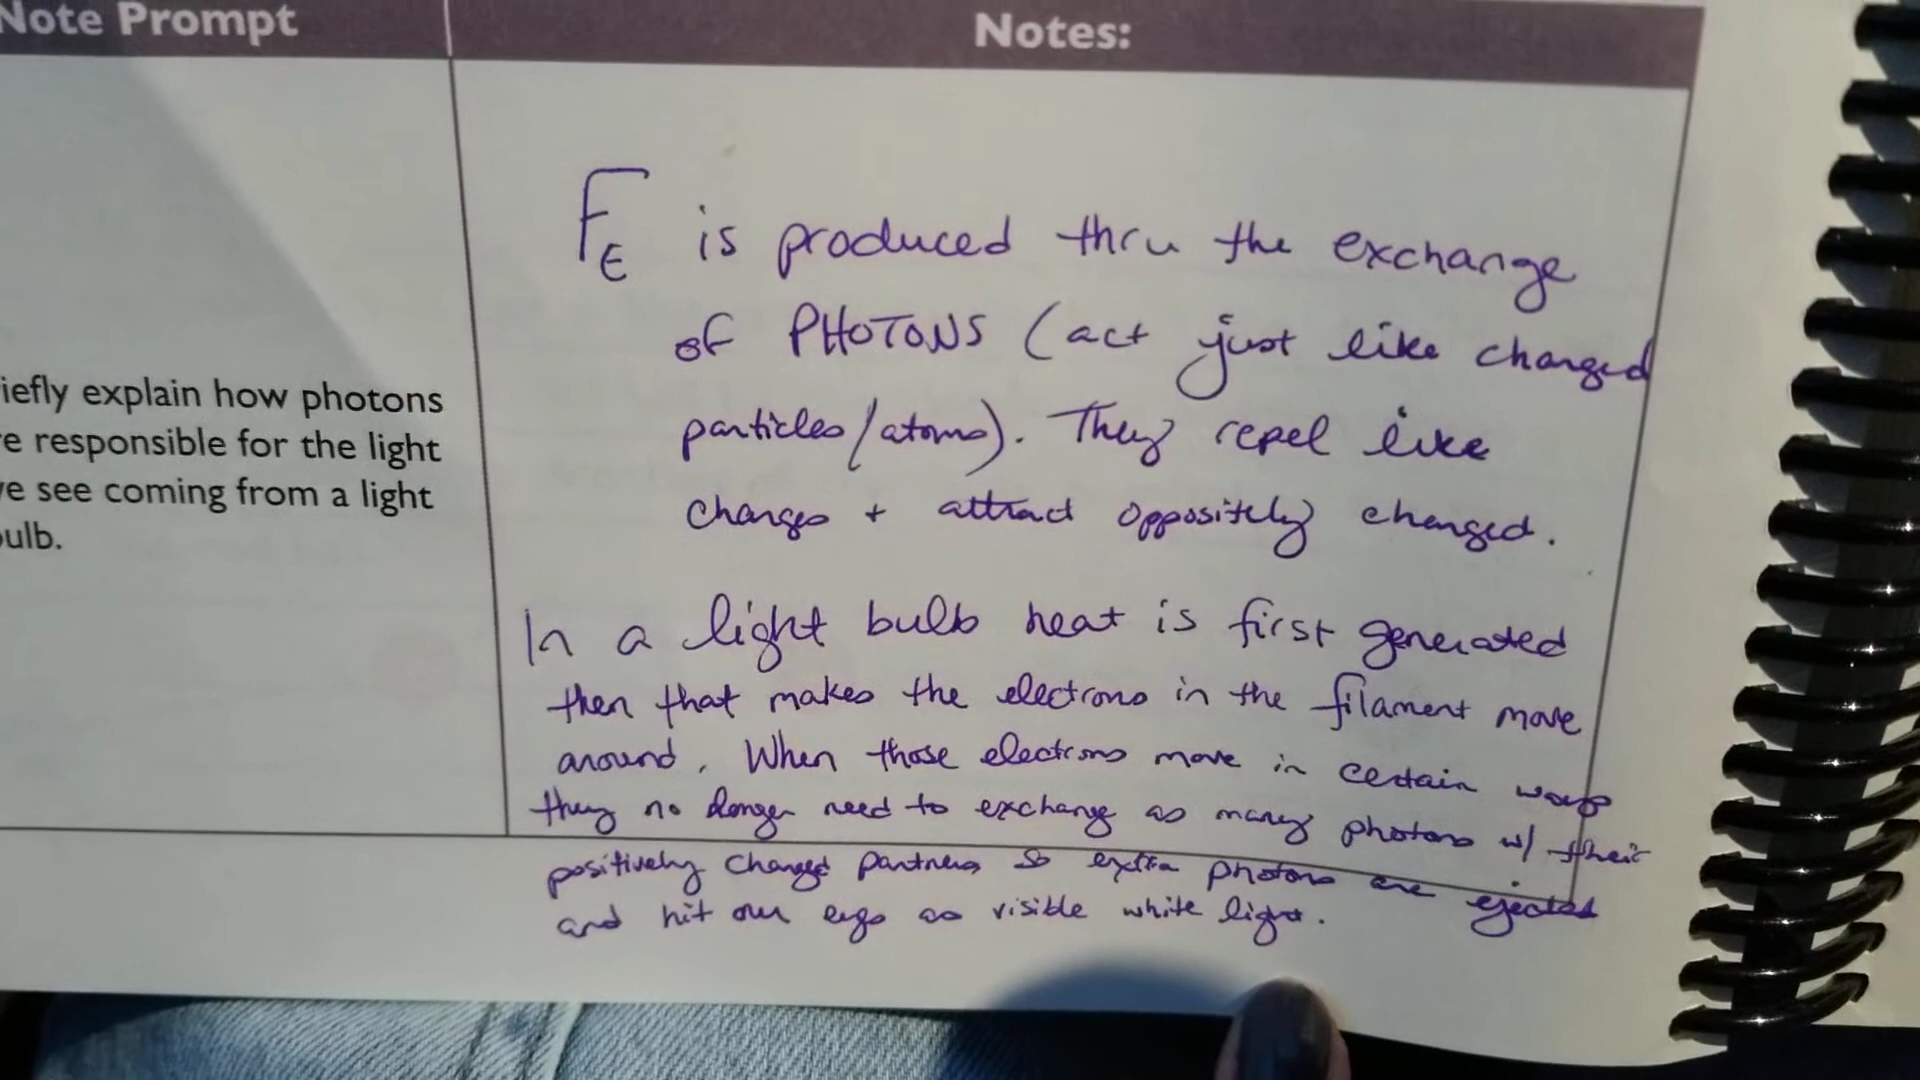 Note Prompt
Notes:
iefly explain how photons
re responsible for the light
ve see coming from a light
oulb.
FE is produced thru the exchange
of PHOTONS (act just like charged
particles/atoms). They repel like
charges + attract oppositely charged.
In a light bulb heat is first generated
then that makes the electrons in the filament move
around. When those electrons move in certain ways
they no longer need to exchange as many photons w/ their
positively charged partners so extra photons are ejected
and hit our eyes as visible white light.